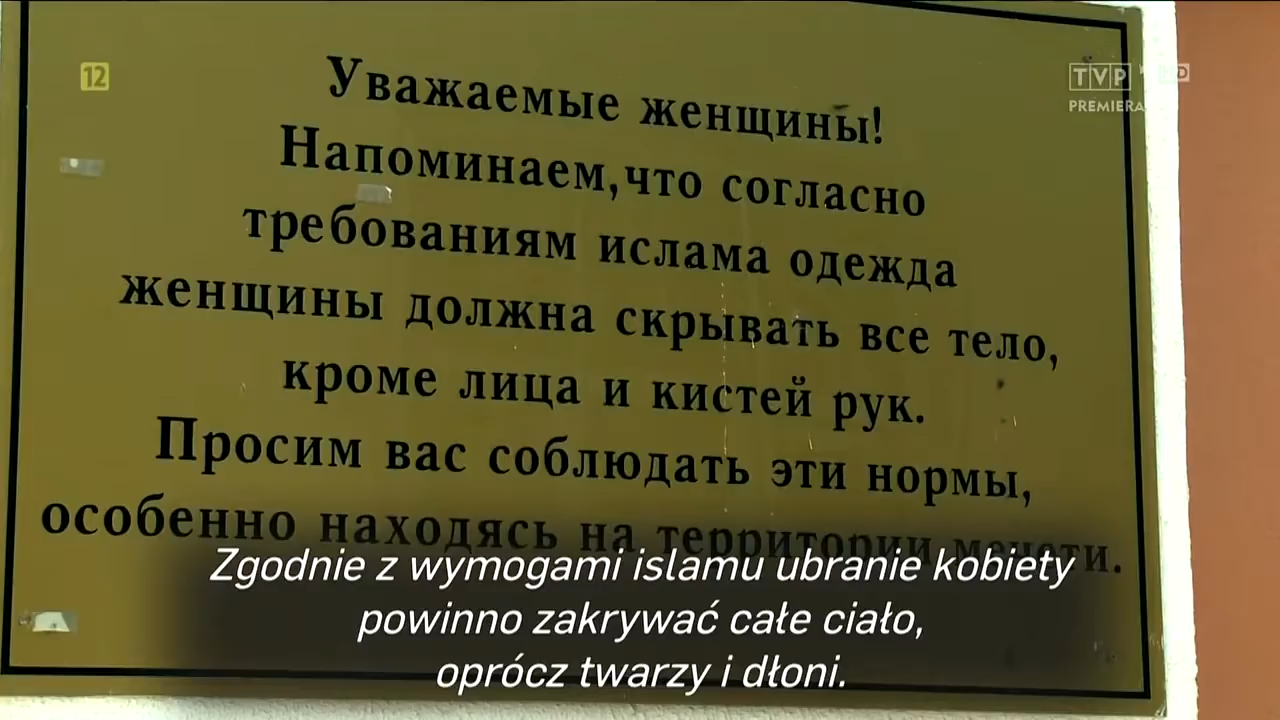 12
TVP HD
PREMIERA
Уважаемые женщины!
Напоминаем,что согласно
требованиям ислама одежда
женщины должна скрывать все тело,
кроме лица и кистей рук.
Просим вас соблюдать эти нормы,
особенно находясь на территории мечети.
Zgodnie z wymogami islamu ubranie kobiety
powinno zakrywać całe ciało,
oprócz twarzy i dłoni.